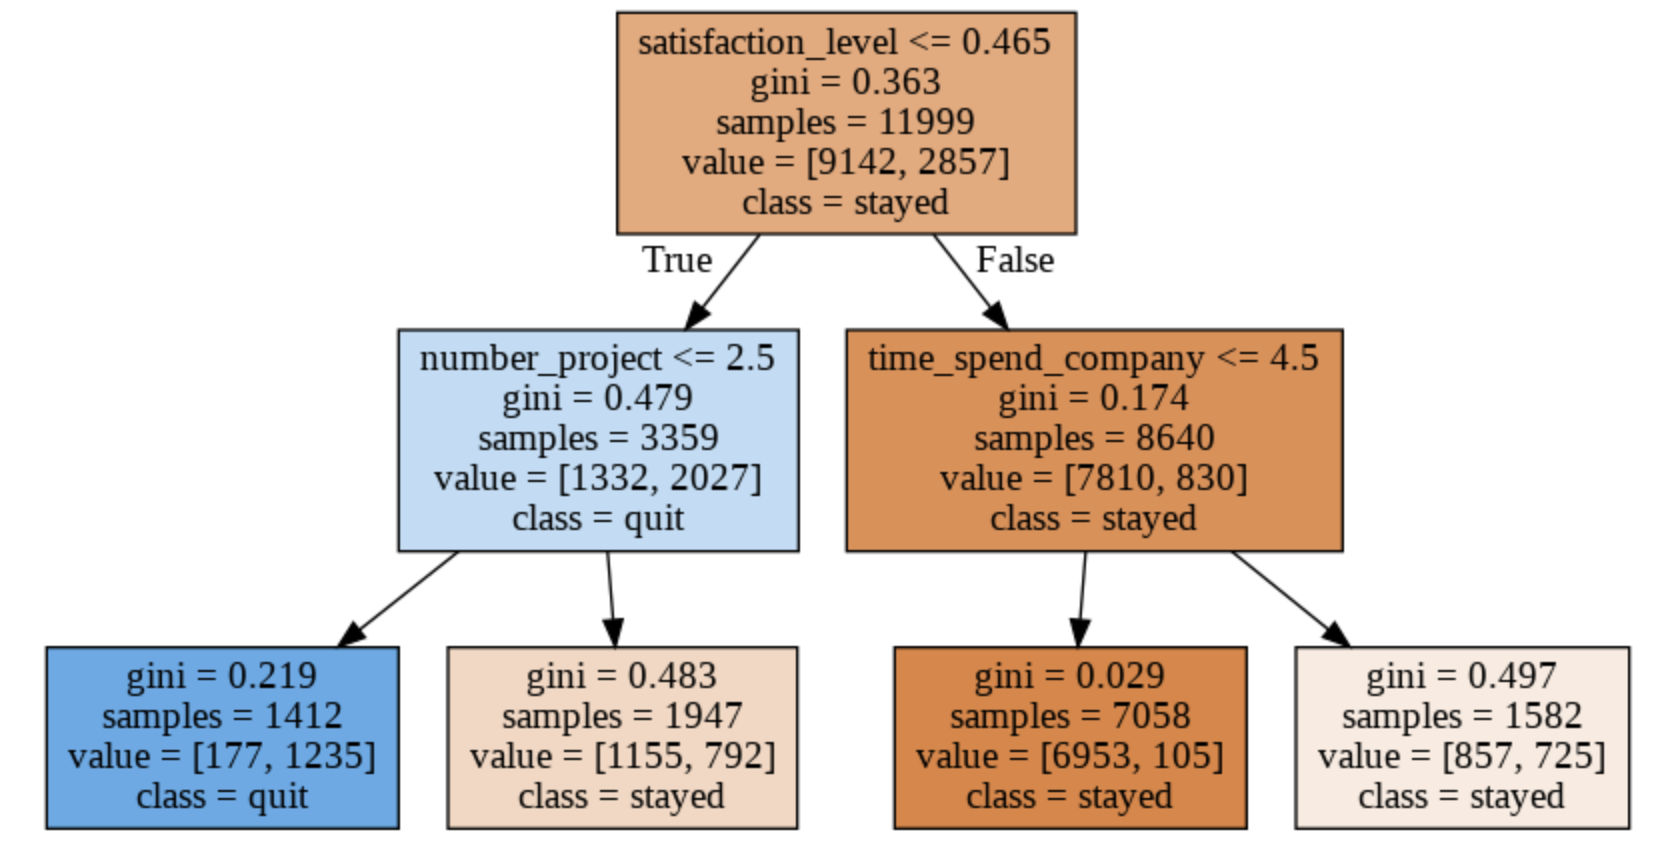 satisfaction_level <= 0.465
gini = 0.363
samples = 11999
value = [9142, 2857]
class = stayed
True
False
number_project <= 2.5
gini = 0.479
samples = 3359
value = [1332, 2027]
class = quit
time_spend_company <= 4.5
gini = 0.174
samples = 8640
value = [7810, 830]
class = stayed
gini = 0.219
samples = 1412
value = [177, 1235]
class = quit
gini = 0.483
samples = 1947
value = [1155, 792]
class = stayed
gini = 0.029
samples = 7058
value = [6953, 105]
class = stayed
gini = 0.497
samples = 1582
value = [857, 725]
class = stayed